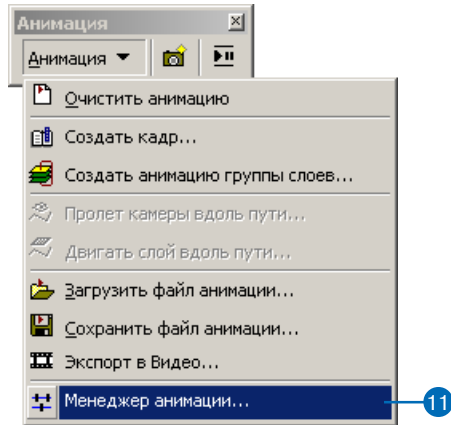 Анимация
Анимация
Очистить анимацию
Создать кадр...
Создать анимацию группы слоев...
Пролет камеры вдоль пути...
Двигать слой вдоль пути...
Загрузить файл анимации...
Сохранить файл анимации...
Экспорт в Видео...
Менеджер анимации...
11